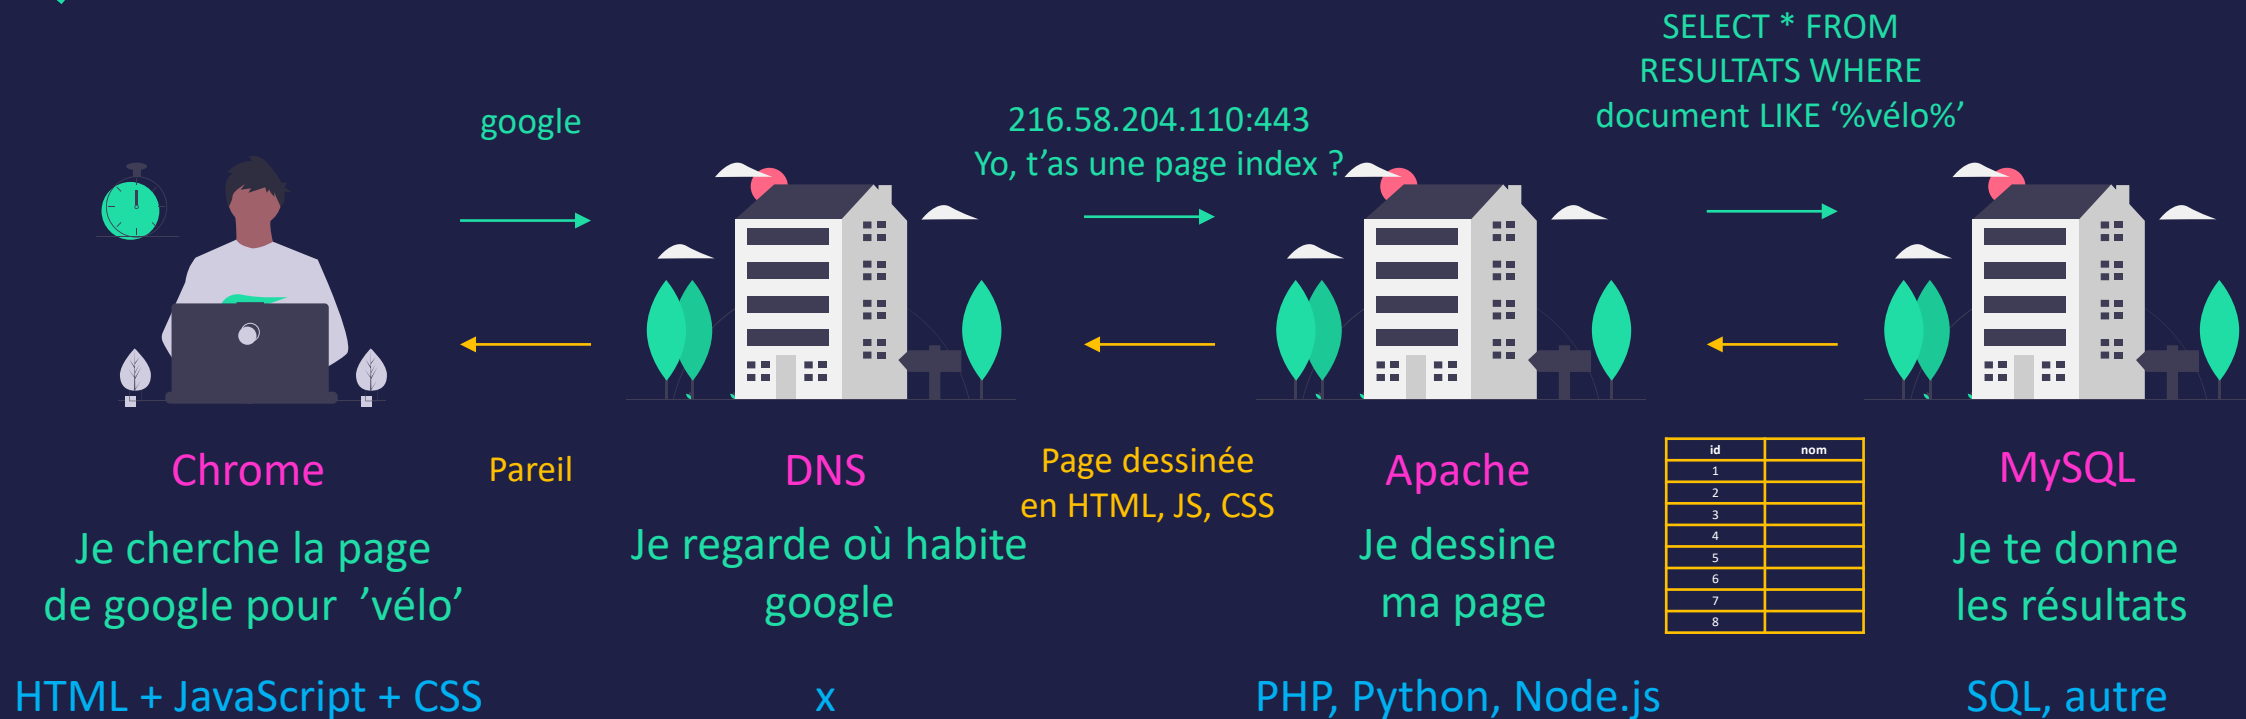 SELECT * FROM
RESULTATS WHERE
document LIKE ‘%vélo%’
google
216.58.204.110:443
Yo, t’as une page index ?
Chrome
Pareil
DNS
Page dessinée
en HTML, JS, CSS
Apache
id nom
1
2
3
4
5
6
7
8
MySQL
Je cherche la page
de google pour ’vélo’
Je regarde où habite
google
Je dessine
ma page
Je te donne
les résultats
HTML + JavaScript + CSS
x
PHP, Python, Node.js
SQL, autre